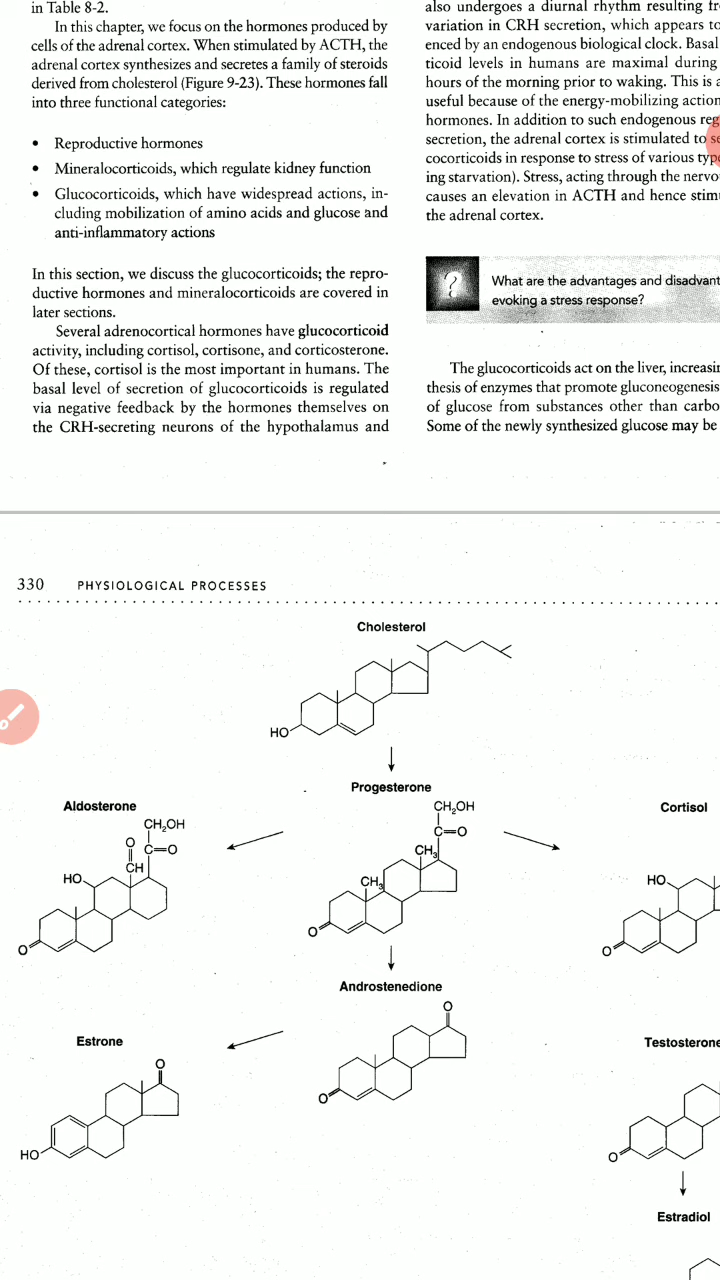 in Table 8-2.
In this chapter, we focus on the hormones produced by
cells of the adrenal cortex. When stimulated by ACTH, the
adrenal cortex synthesizes and secretes a family of steroids
derived from cholesterol (Figure 9-23). These hormones fall
into three functional categories:
• Reproductive hormones
• Mineralocorticoids, which regulate kidney function
• Glucocorticoids, which have widespread actions, in-
cluding mobilization of amino acids and glucose and
anti-inflammatory actions
In this section, we discuss the glucocorticoids; the repro-
ductive hormones and mineralocorticoids are covered in
later sections.
Several adrenocortical hormones have glucocorticoid
activity, including cortisol, cortisone, and corticosterone.
Of these, cortisol is the most important in humans. The
basal level of secretion of glucocorticoids is regulated
via negative feedback by the hormones themselves on
the CRH-secreting neurons of the hypothalamus and
also undergoes a diurnal rhythm resulting
variation in CRH secretion, which appears to
enced by an endogenous biological clock. Basal
ticoid levels in humans are maximal during
hours of the morning prior to waking. This is
useful because of the energy-mobilizing action
hormones. In addition to such endogenous reg
secretion, the adrenal cortex is stimulated to
cocorticoids in response to stress of various
ing starvation). Stress, acting through the nervo
causes an elevation in ACTH and hence stim
the adrenal cortex.
?
What are the advantages and disadvant
evoking a stress response?
The glucocorticoids act on the liver, increasin
thesis of enzymes that promote gluconeogenesis
of glucose from substances other than carbo
Some of the newly synthesized glucose may be
330 PHYSIOLOGICAL PROCESSES
Cholesterol
HO
Progesterone
Aldosterone
CH2OH
Cortisol
CH2OH
O
C=O
C=O
CH3
CH
HO
CH3
HO
O
O
O
Androstenedione
O
Estrone
Testosterone
O
O
HO
O
Estradiol